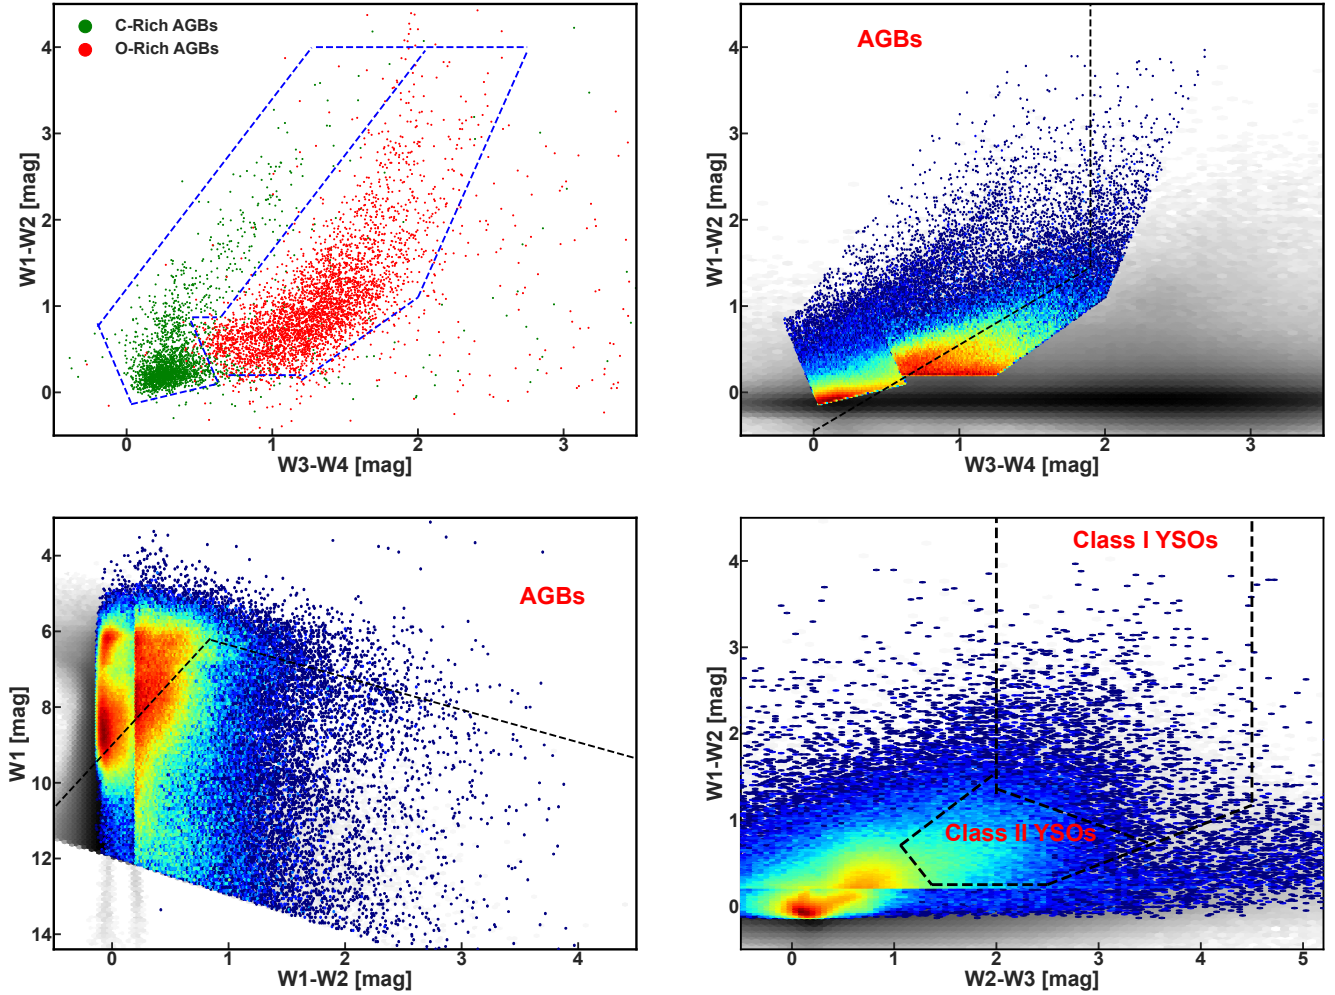 C-Rich AGBs
O-Rich AGBs
4
3
2
1
0
W1-W2 [mag]
0
1
2
3
W3-W4 [mag]
AGBs
4
3
2
1
0
W1-W2 [mag]
0
1
2
3
W3-W4 [mag]
AGBs
4
6
8
10
12
14
W1 [mag]
0
1
2
3
4
W1-W2 [mag]
Class I YSOs
Class II YSOs
4
3
2
1
0
W1-W2 [mag]
0
1
2
3
4
5
W2-W3 [mag]